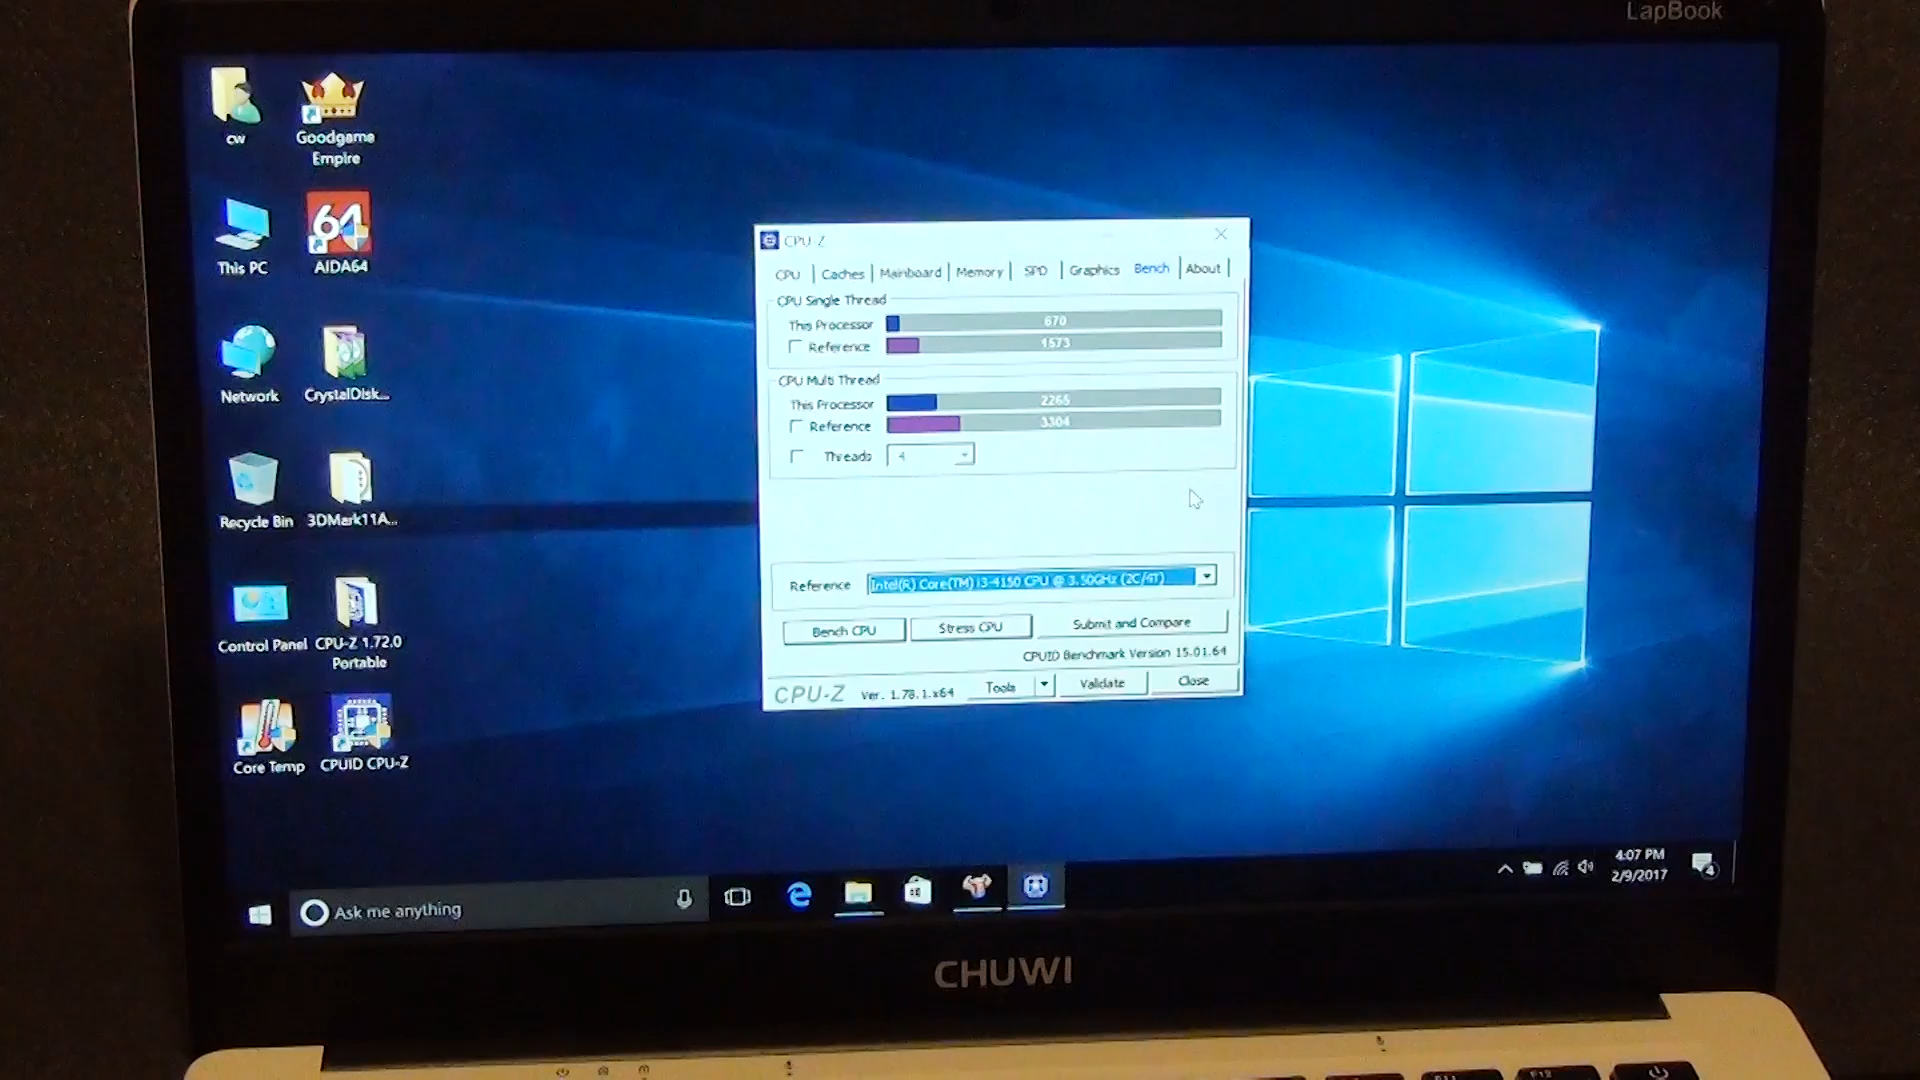 LapBook
cw
Goodgame
Empire
This PC
AIDA64
Network
CrystalDisk...
Recycle Bin
3DMark11A...
Control Panel
CPU-Z 1.72.0
Portable
Core Temp
CPUID CPU-Z
CPU-Z
CPU
Caches
Mainboard
Memory
SPD
Graphics
Bench
About
CPU Single Thread
This Processor
670
Reference
1573
CPU Multi Thread
This Processor
2265
Reference
3304
Threads
4
Reference
Intel(R) Core(TM) i3-4150 CPU @ 3.50GHz (2C/4T)
Bench CPU
Stress CPU
Submit and Compare
CPUID Benchmark Version 15.01.64
CPU-Z
Ver. 1.78.1.x64
Tools
Validate
Close
Ask me anything
4:07 PM
2/9/2017
4
CHUWI
F11
F12